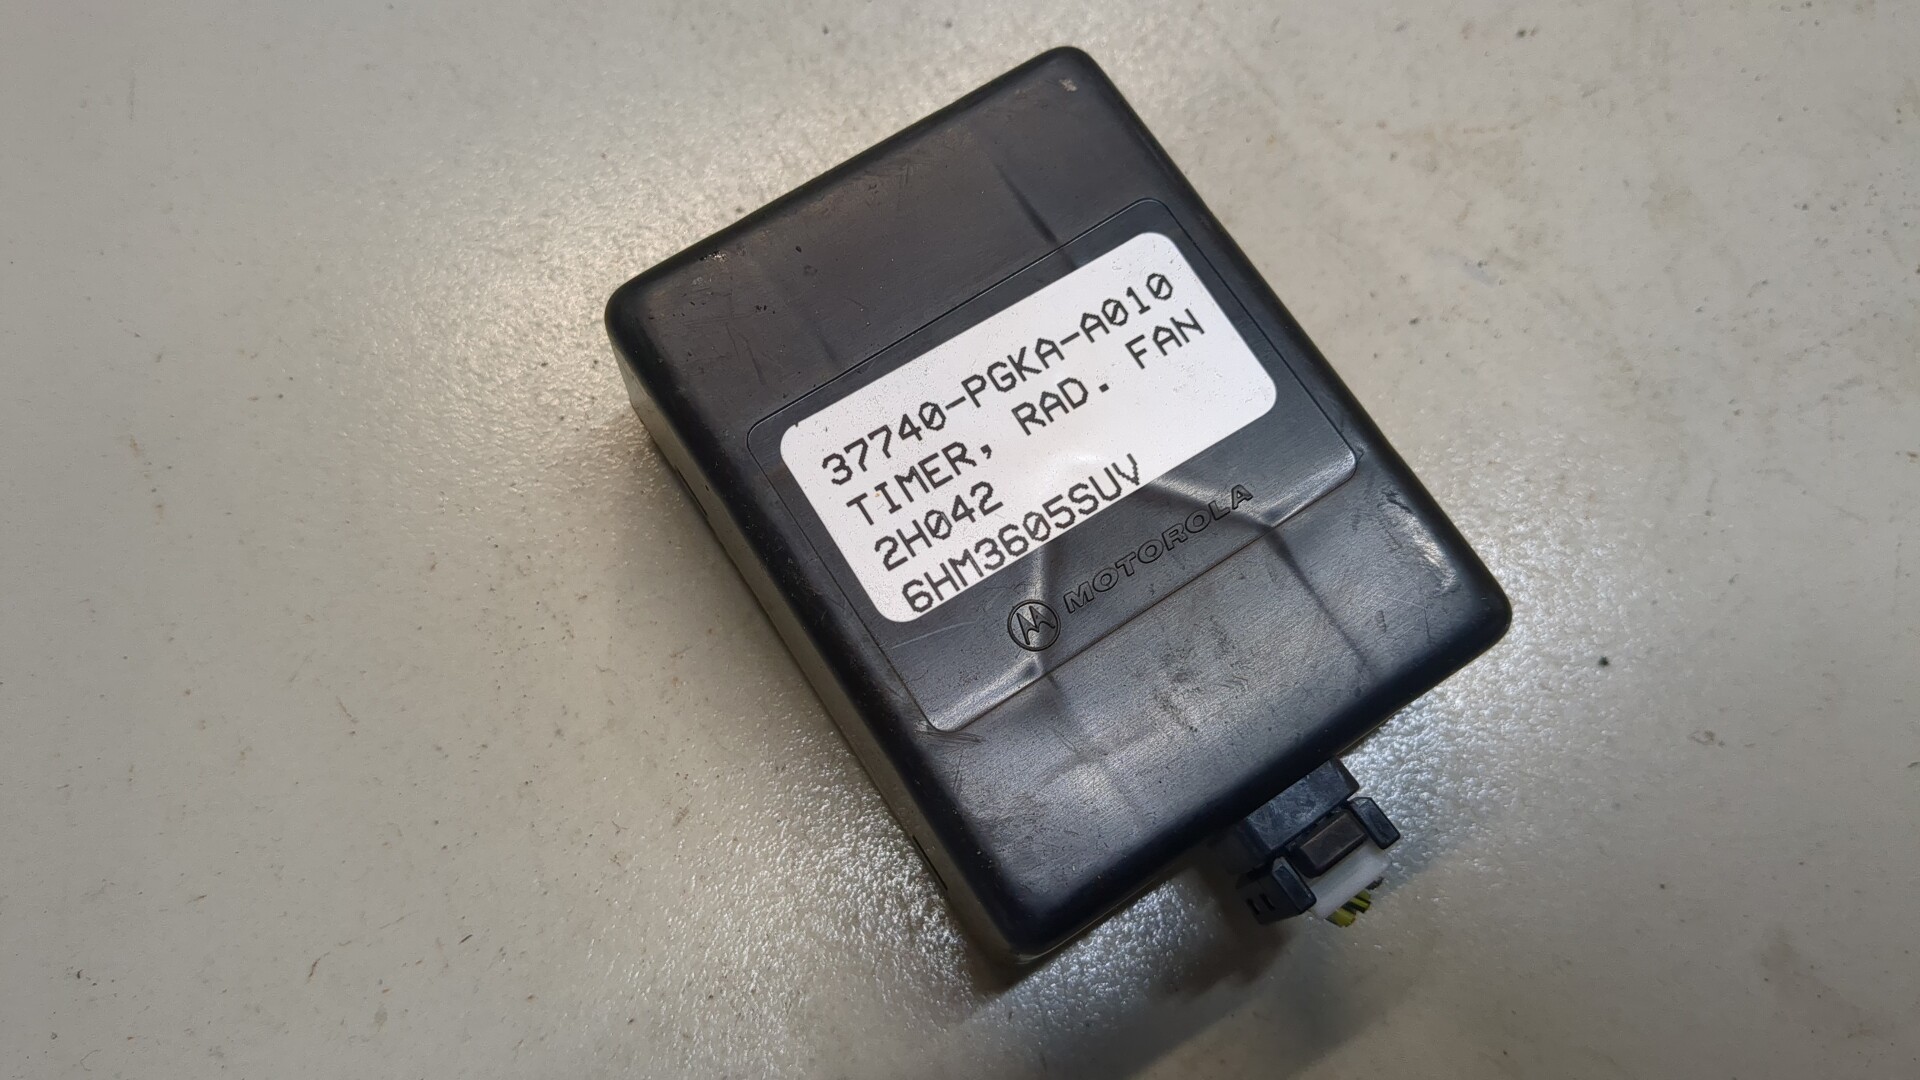 37740-PGKA-A010
TIMER, RAD. FAN
2H042
6HM3605SUV
MOTOROLA